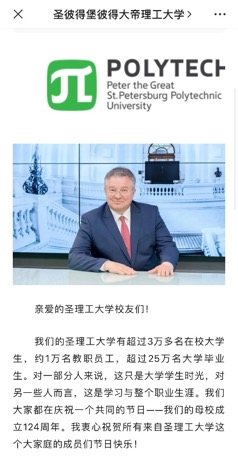 圣彼得堡彼得大帝理工大学
POLYTECH
Peter the Great
St.Petersburg Polytechnic
University
亲爱的圣理工大学校友们！
我们的圣理工大学有超过3万多名在校大学
生，约1万名教职员工，超过25万名大学毕业
生。对一部分人来说，这只是大学学生时光，对
另一些人而言，这是学习与整个职业生涯。我们
大家都在庆祝一个共同的节日——我们的母校成
立124周年。我衷心祝贺所有来自圣理工大学这
个大家庭的成员们节日快乐！